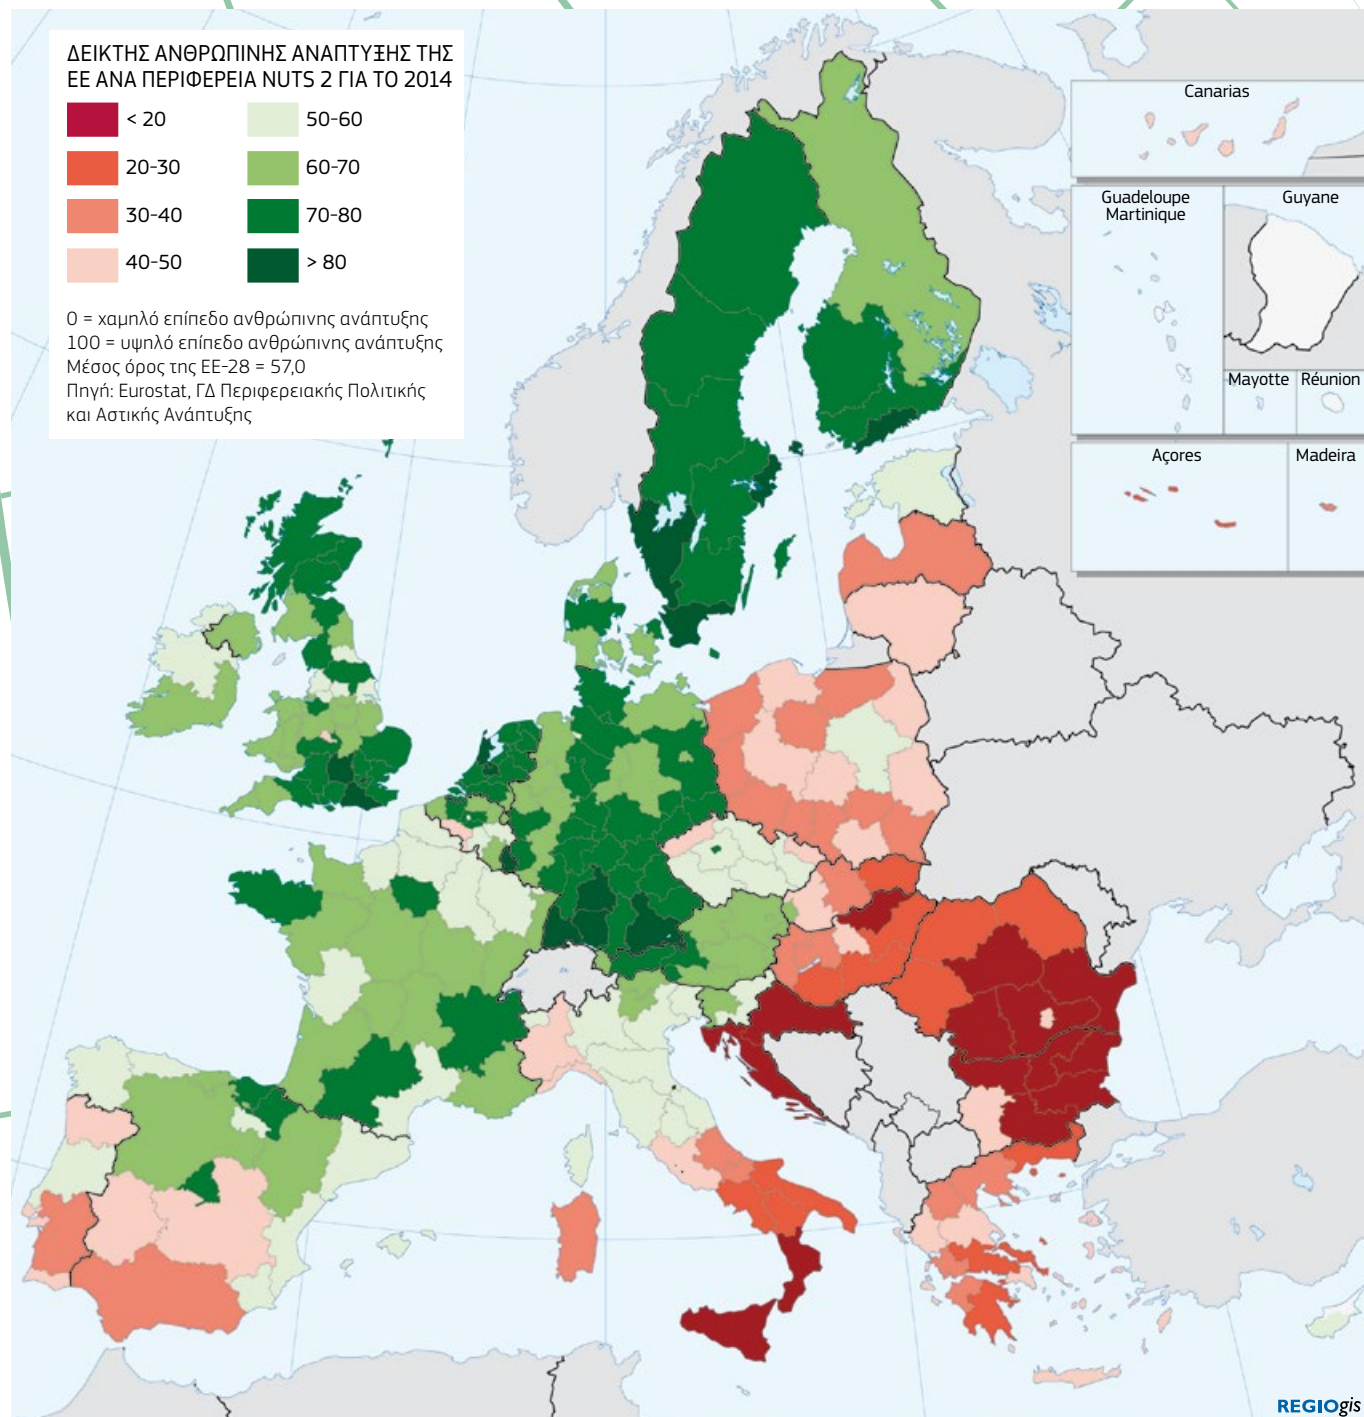 ΔΕΙΚΤΗΣ ΑΝΘΡΩΠΙΝΗΣ ΑΝΑΠΤΥΞΗΣ ΤΗΣ
ΕΕ ΑΝΑ ΠΕΡΙΦΕΡΕΙΑ NUTS 2 ΓΙΑ ΤΟ 2014
< 20
50-60
20-30
60-70
30-40
70-80
40-50
> 80
0 = χαμηλό επίπεδο ανθρώπινης ανάπτυξης
100 = υψηλό επίπεδο ανθρώπινης ανάπτυξης
Μέσος όρος της ΕΕ-28 = 57,0
Πηγή: Eurostat, ΓΔ Περιφερειακής Πολιτικής
και Αστικής Ανάπτυξης
Canarias
Guadeloupe
Martinique
Guyane
Mayotte
Réunion
Açores
Madeira
REGIOgis